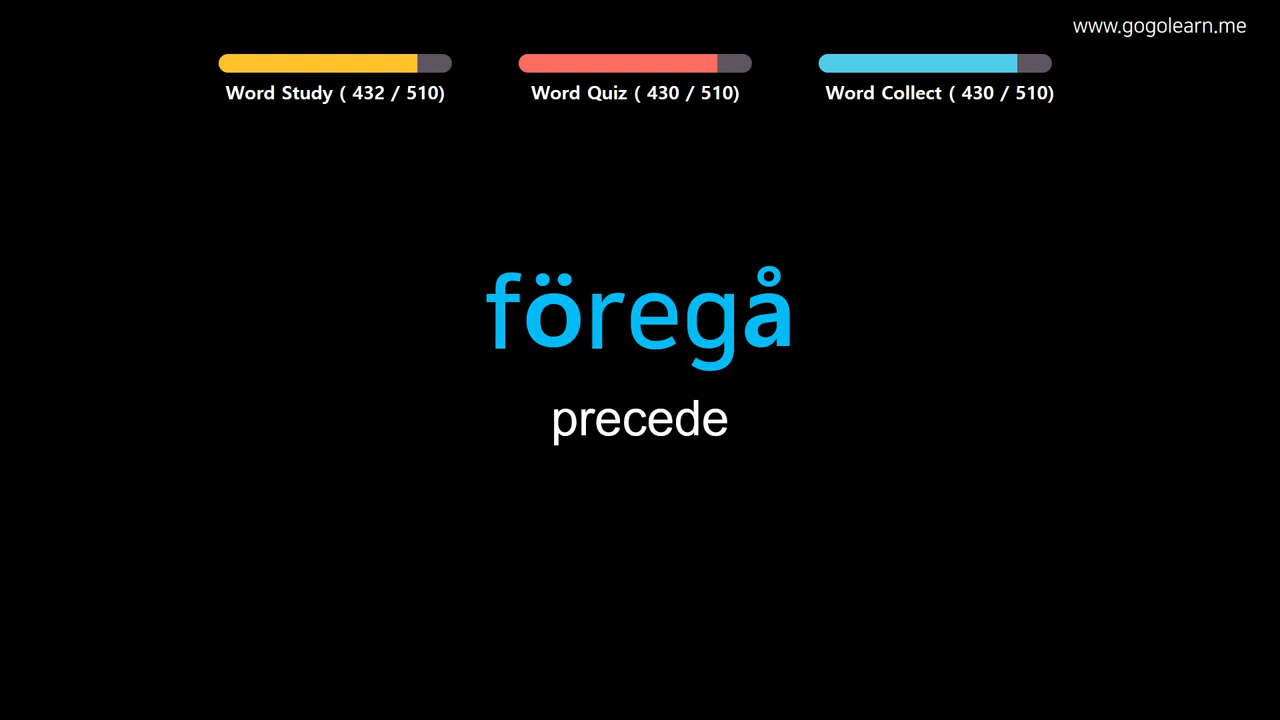 www.gogolearn.me
Word Study ( 432 / 510)
Word Quiz ( 430 / 510)
Word Collect ( 430 / 510)
föregå
precede